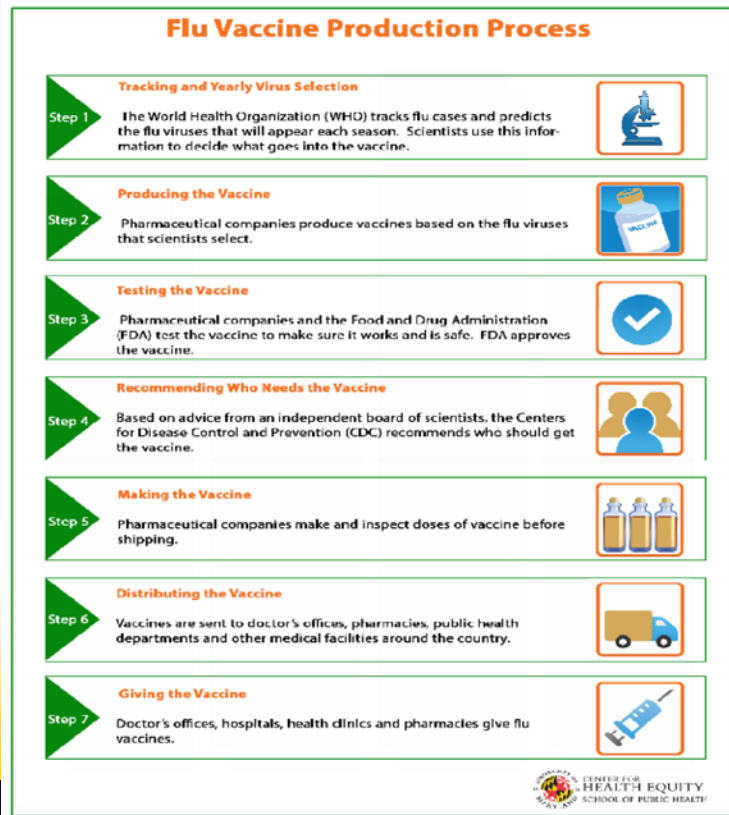 Flu Vaccine Production Process
Step 1
Tracking and Yearly Virus Selection
The World Health Organization (WHO) tracks flu cases and predicts
the flu viruses that will appear each season. Scientists use this infor-
mation to decide what goes into the vaccine.
Step 2
Producing the Vaccine
Pharmaceutical companies produce vaccines based on the flu viruses
that scientists select.
VACCINE
Step 3
Testing the Vaccine
Pharmaceutical companies and the Food and Drug Administration
(FDA) test the vaccine to make sure it works and is safe. FDA approves
the vaccine.
Step 4
Recommending Who Needs the Vaccine
Based on advice from an independent board of scientists, the Centers
for Disease Control and Prevention (CDC) recommends who should get
the vaccine.
Step 5
Making the Vaccine
Pharmaceutical companies make and inspect doses of vaccine before
shipping.
Step 6
Distributing the Vaccine
Vaccines are sent to doctor's offices, pharmacies, public health
departments and other medical facilities around the country.
Step 7
Giving the Vaccine
Doctor's offices, hospitals, health clinics and pharmacies give flu
vaccines.
UNIVERSITY OF
MARYLAND
CENTER FOR
HEALTH EQUITY
SCHOOL OF PUBLIC HEALTH